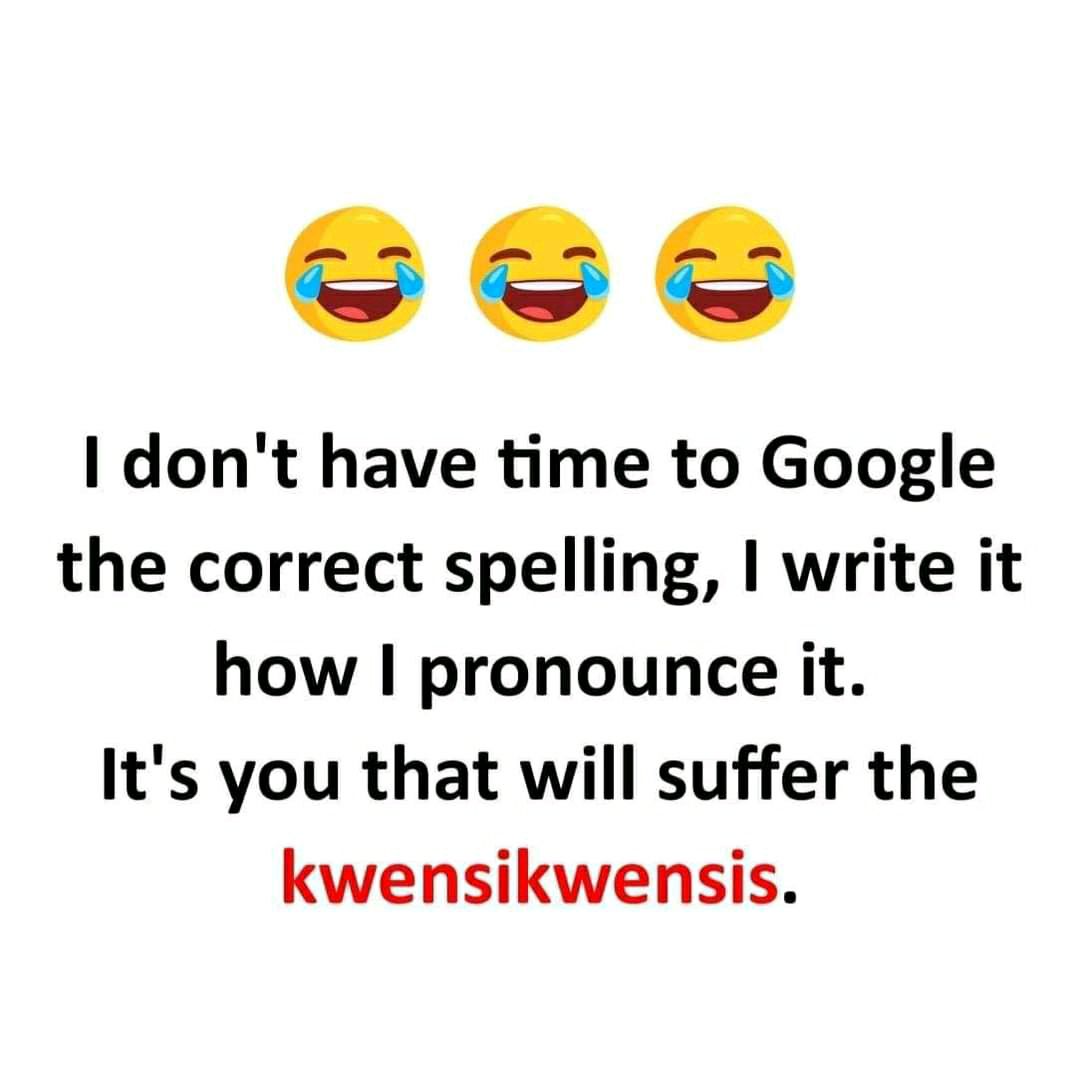 I don't have time to Google
the correct spelling, I write it
how I pronounce it.
It's you that will suffer the
kwensikwensis.